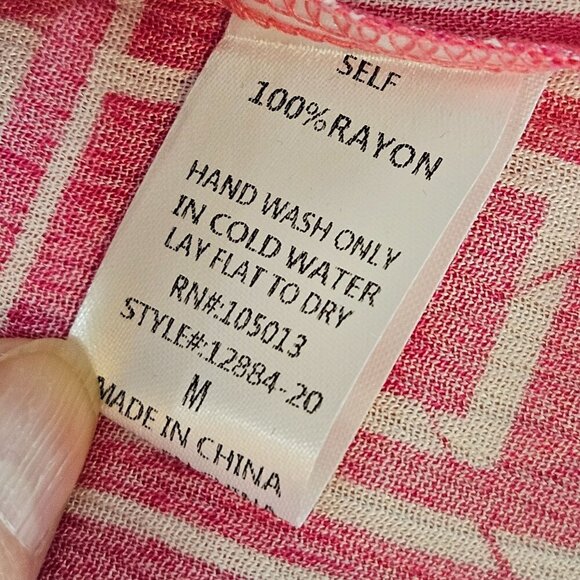 SELF
100%RAYON
HAND WASH ONLY
IN COLD WATER
LAY FLAT TO DRY
RN#:105013
STYLE#:12884-20
M
MADE IN CHINA